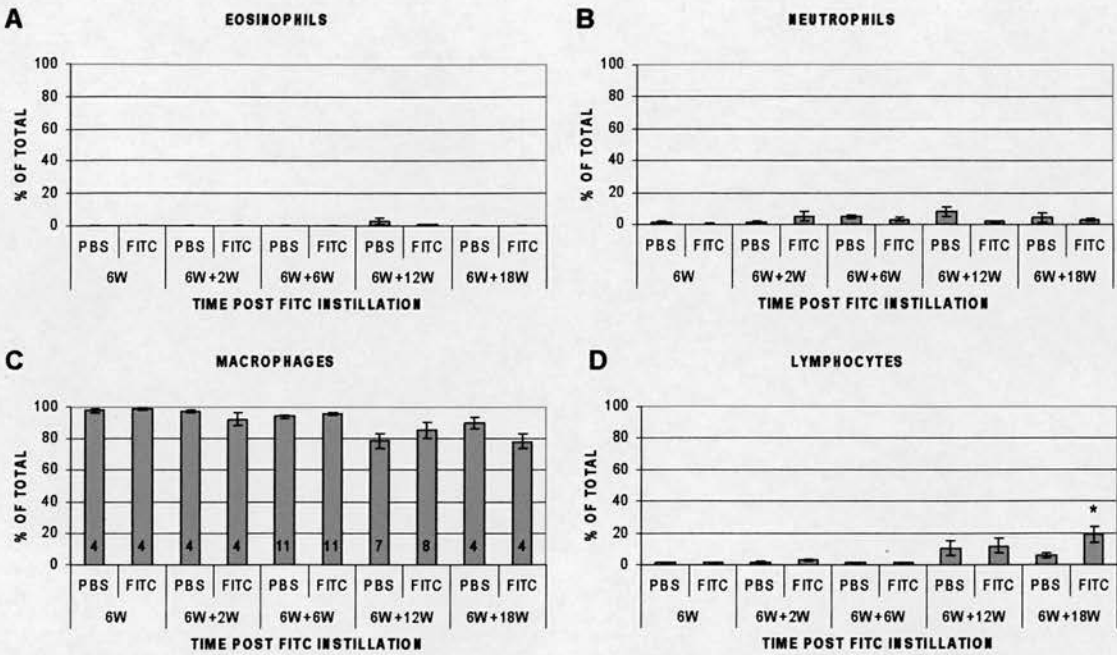 A
EOSINOPHILS
% OF TOTAL
100
80
60
40
20
0
PBS FITC PBS FITC PBS FITC PBS FITC PBS FITC
6W 6W+2W 6W+6W 6W+12W 6W+18W
TIME POST FITC INSTILLATION
B
NEUTROPHILS
% OF TOTAL
100
80
60
40
20
0
PBS FITC PBS FITC PBS FITC PBS FITC PBS FITC
6W 6W+2W 6W+6W 6W+12W 6W+18W
TIME POST FITC INSTILLATION
C
MACROPHAGES
% OF TOTAL
100
80
60
40
20
0
4 4 4 4 11 11 7 8 4 4
PBS FITC PBS FITC PBS FITC PBS FITC PBS FITC
6W 6W+2W 6W+6W 6W+12W 6W+18W
TIME POST FITC INSTILLATION
D
LYMPHOCYTES
% OF TOTAL
100
80
60
40
20
0
*
PBS FITC PBS FITC PBS FITC PBS FITC PBS FITC
6W 6W+2W 6W+6W 6W+12W 6W+18W
TIME POST FITC INSTILLATION